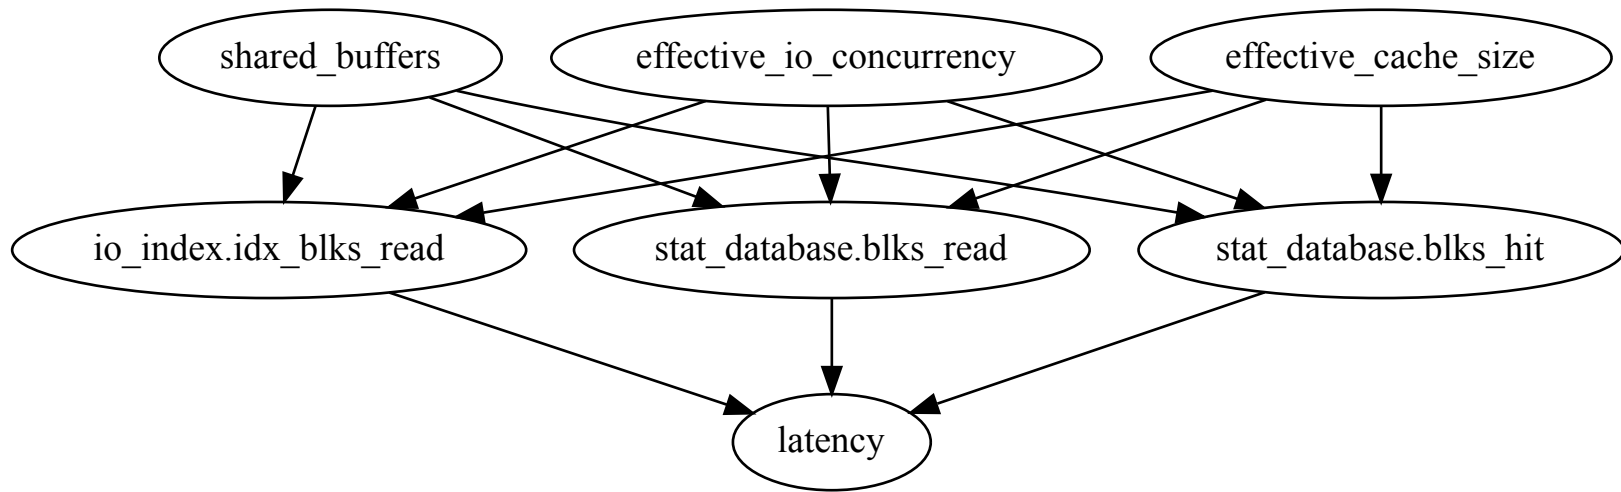 shared_buffers
effective_io_concurrency
effective_cache_size
io_index.idx_blks_read
stat_database.blks_read
stat_database.blks_hit
latency